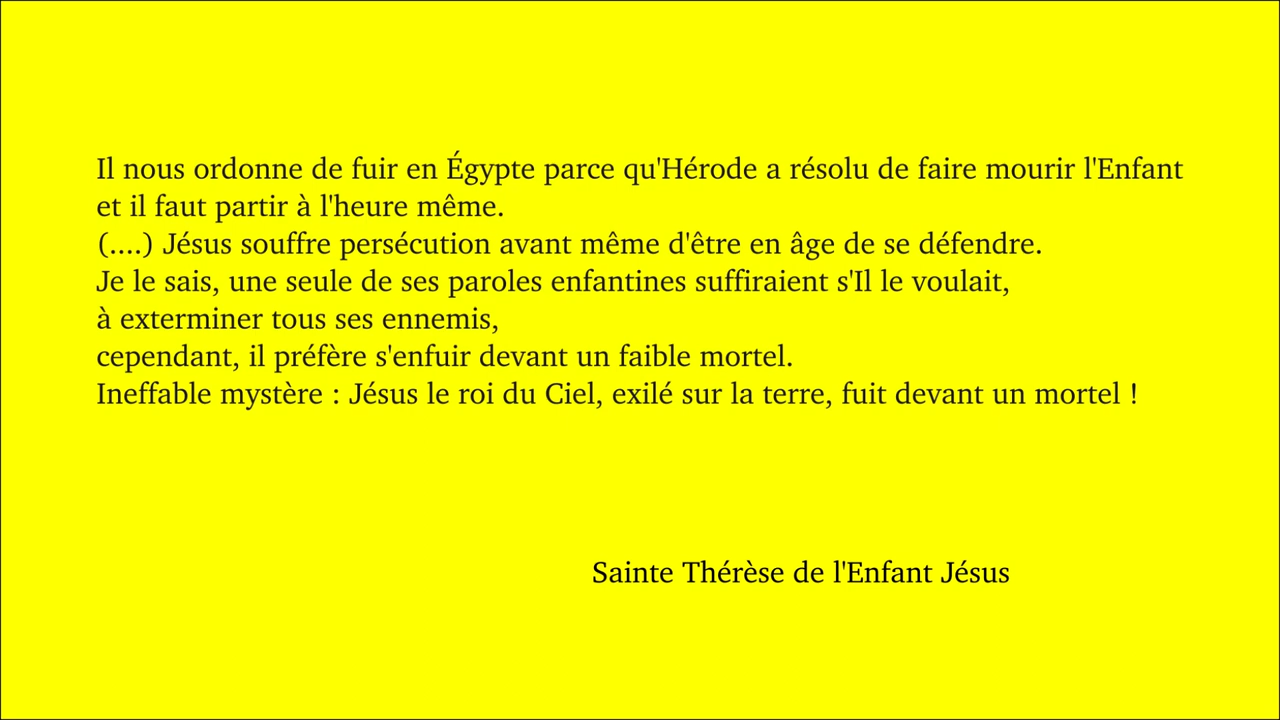 Il nous ordonne de fuir en Égypte parce qu'Hérode a résolu de faire mourir l'Enfant
et il faut partir à l'heure même.
(....) Jésus souffre persécution avant même d'être en âge de se défendre.
Je le sais, une seule de ses paroles enfantines suffiraient s'Il le voulait,
à exterminer tous ses ennemis,
cependant, il préfère s'enfuir devant un faible mortel.
Ineffable mystère : Jésus le roi du Ciel, exilé sur la terre, fuit devant un mortel !
Sainte Thérèse de l'Enfant Jésus